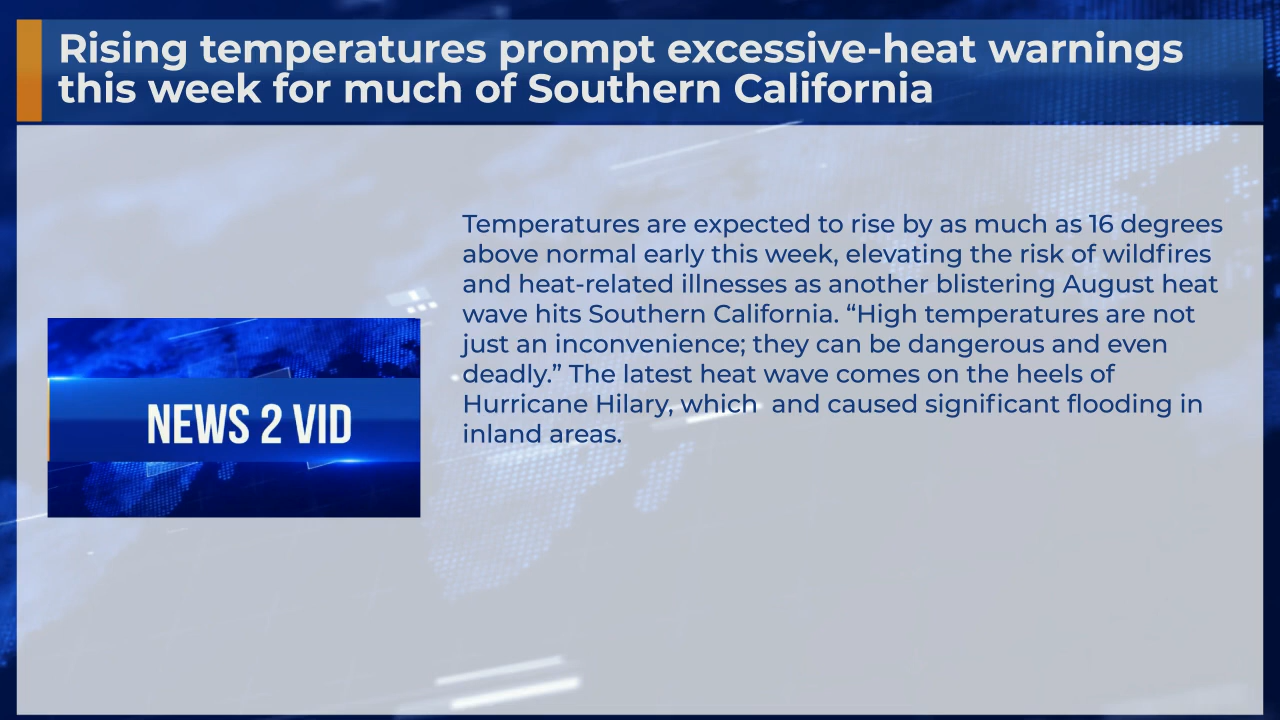 Rising temperatures prompt excessive-heat warnings
this week for much of Southern California
Temperatures are expected to rise by as much as 16 degrees
above normal early this week, elevating the risk of wildfires
and heat-related illnesses as another blistering August heat
wave hits Southern California. “High temperatures are not
just an inconvenience; they can be dangerous and even
deadly.” The latest heat wave comes on the heels of
Hurricane Hilary, which  and caused significant flooding in
inland areas.
NEWS 2 VID